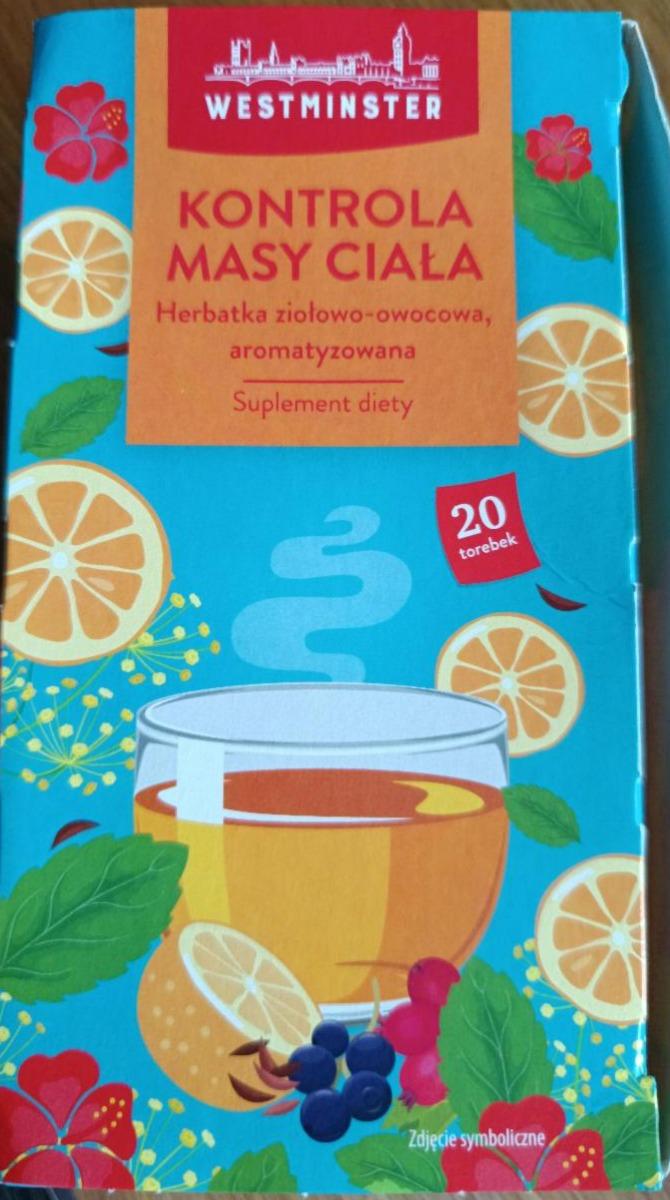 WESTMINSTER
KONTROLA
MASY CIAŁA
Herbatka ziołowo-owocowa,
aromatyzowana
Suplement diety
20
torebek
Zdjęcie symboliczne